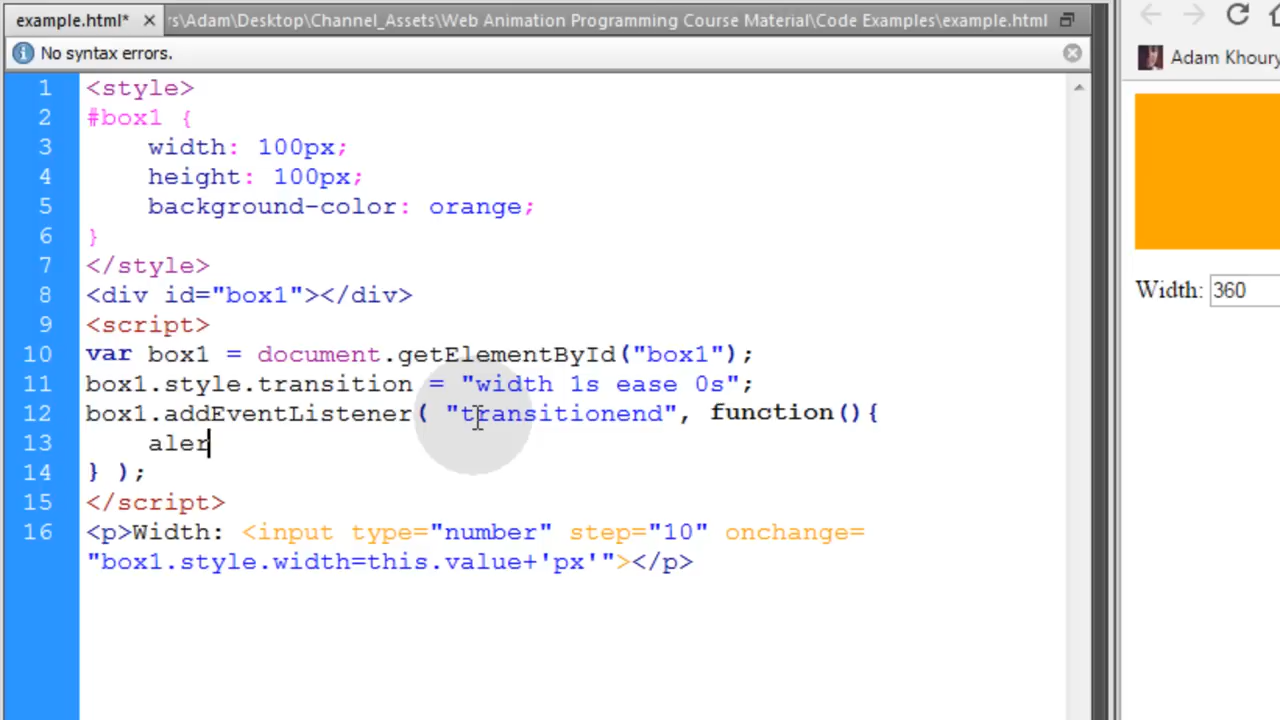 example.html* × rs\Adam\Desktop\Channel_Assets\Web Animation Programming Course Material\Code Examples\example.html
No syntax errors.
Adam Khoury
1 <style>
2 #box1 {
3 width: 100px;
4 height: 100px;
5 background-color: orange;
6 }
7 </style>
8 <div id="box1"></div>
9 <script>
10 var box1 = document.getElementById("box1");
11 box1.style.transition = "width 1s ease 0s";
12 box1.addEventListener( "transitionend", function(){
13 aler
14 } );
15 </script>
16 <p>Width: <input type="number" step="10" onchange=
"box1.style.width=this.value+'px'"></p>
Width: 360